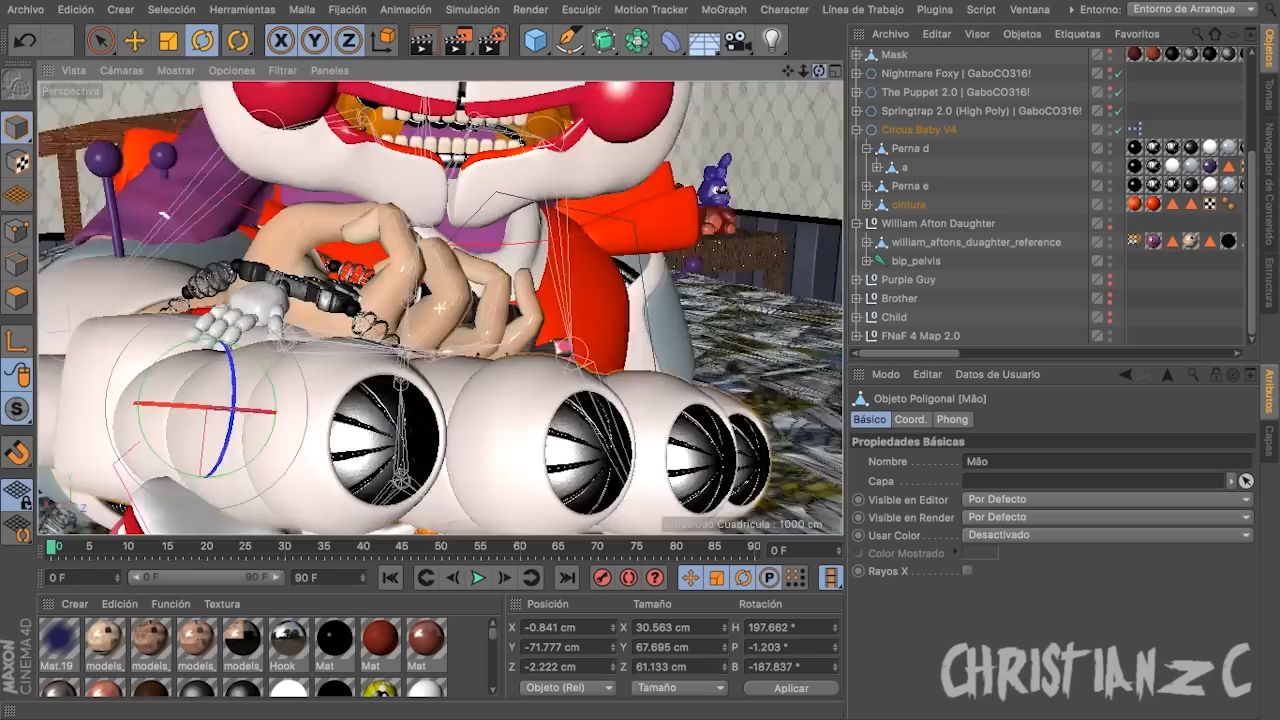 Archivo Edición Crear Selección Herramientas Malla Fijación Animación Simulación Render Esculpir Motion Tracker MoGraph Character Línea de Trabajo Plugins Script Ventana Entorno: Entorno de Arranque
Vista Cámaras Mostrar Opciones Filtrar Paneles
Perspectiva
1000 cm
0 5 10 15 20 25 30 35 40 45 50 55 60 65 70 75 80 85 90 0 F
0 F 0 F 90 F 90 F
Crear Edición Función Textura
Mat.19 models_ models_ models_ models_ Hook Mat Mat Mat
MAXON CINEMA 4D
Posición Tamaño Rotación
X -0.841 cm X 30.563 cm H 197.662 °
Y -71.777 cm Y 67.695 cm P -1.203 °
Z -2.222 cm Z 61.133 cm B -187.837 °
Objeto (Rel) Tamaño Aplicar
Archivo Editar Visor Objetos Etiquetas Favoritos
Mask
Nightmare Foxy | GaboCO316!
The Puppet 2.0 | GaboCO316!
Springtrap 2.0 (High Poly) | GaboCO316!
Circus Baby V4
Perna d
a
Perna e
cintura
William Afton Daughter
william_aftons_duaghter_reference
bip_pelvis
Purple Guy
Brother
Child
FNaF 4 Map 2.0
Objetos
Tomas
Navegador de Contenido
Estructura
Modo Editar Datos de Usuario
Objeto Poligonal [Mão]
Básico Coord. Phong
Propiedades Básicas
Nombre Mão
Capa
Visible en Editor Por Defecto
Visible en Render Por Defecto
Usar Color Desactivado
Color Mostrado
Rayos X
Atributos
Capas
CHRISTIANZC